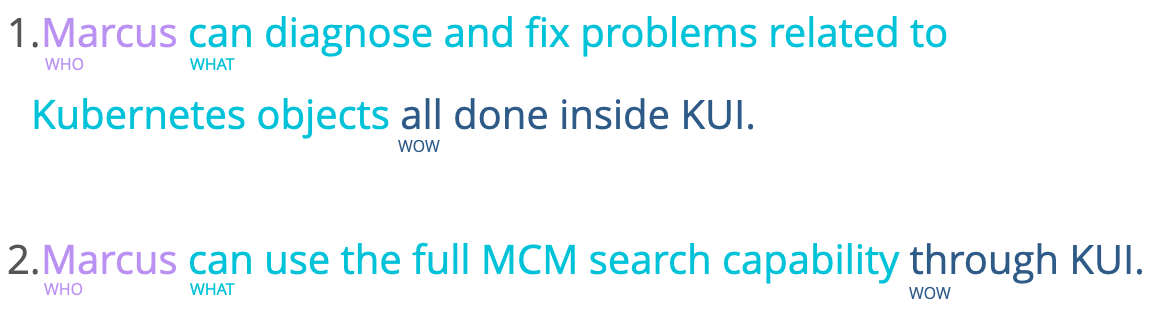 1.Marcus can diagnose and fix problems related to
WHO WHAT
Kubernetes objects all done inside KUI.
WOW
2.Marcus can use the full MCM search capability through KUI.
WHO WHAT WOW